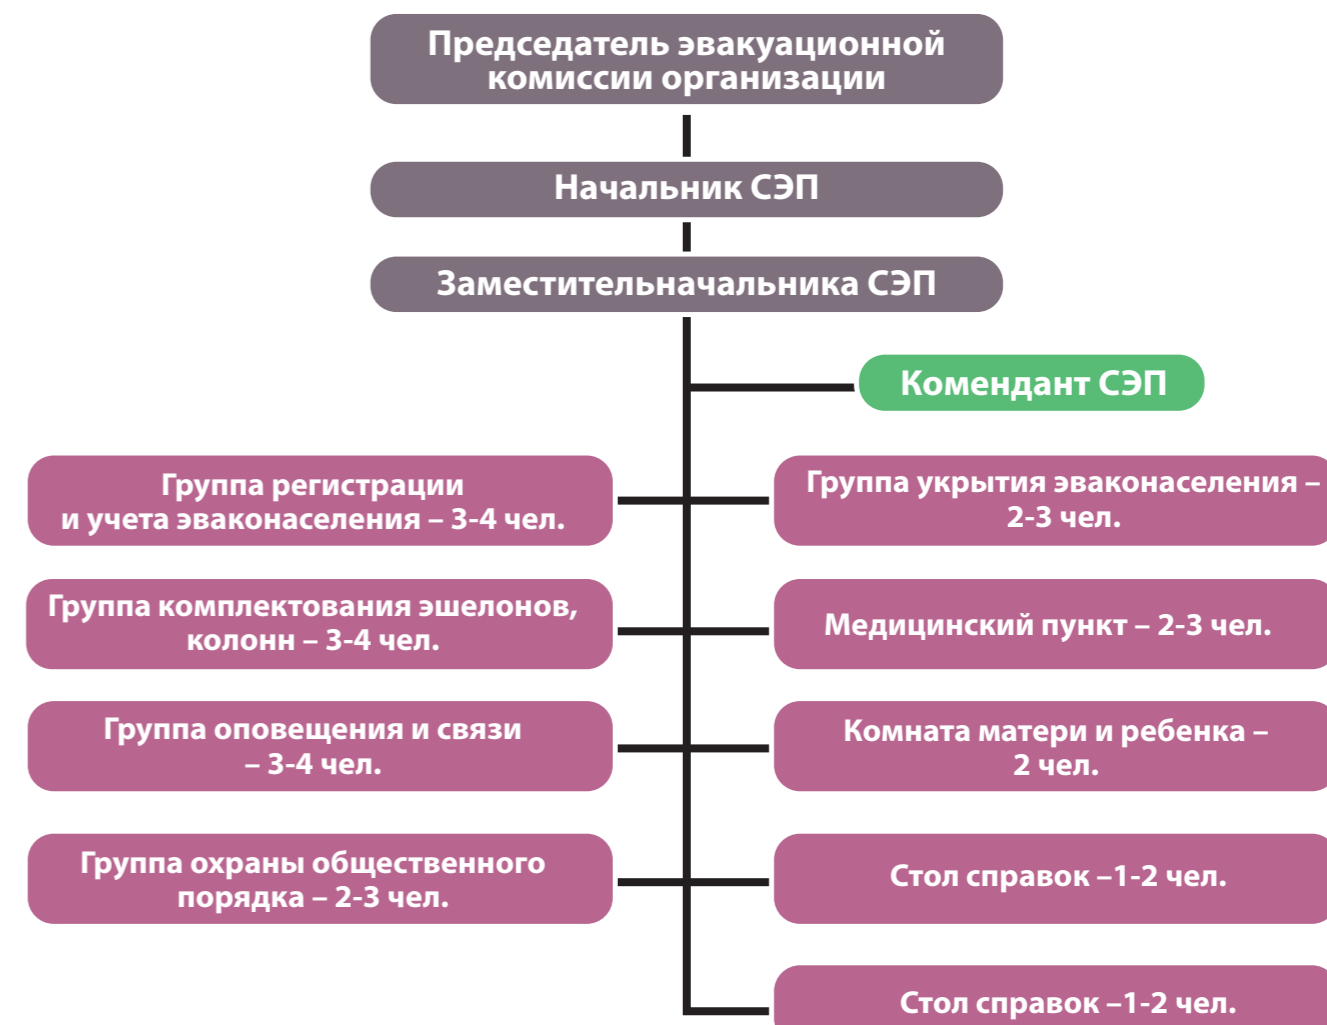 Председатель эвакуационной
комиссии организации
Начальник СЭП
Заместительначальника СЭП
Комендант СЭП
Группа регистрации
и учета эваконаселения – 3-4 чел.
Группа укрытия эваконаселения –
2-3 чел.
Группа комплектования эшелонов,
колонн – 3-4 чел.
Медицинский пункт – 2-3 чел.
Группа оповещения и связи
– 3-4 чел.
Комната матери и ребенка –
2 чел.
Группа охраны общественного
порядка – 2-3 чел.
Стол справок –1-2 чел.
Стол справок –1-2 чел.